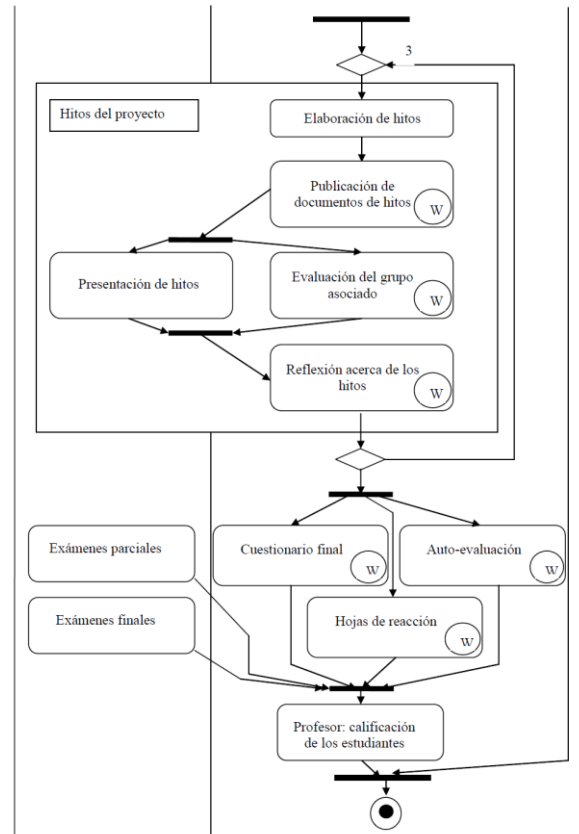 3
Hitos del proyecto
Elaboración de hitos
Publicación de
documentos de hitos
W
Presentación de hitos
Evaluación del grupo
asociado
W
Reflexión acerca de los
hitos
W
Exámenes parciales
Cuestionario final
W
Auto-evaluación
W
Exámenes finales
Hojas de reacción
W
Profesor: calificación
de los estudiantes